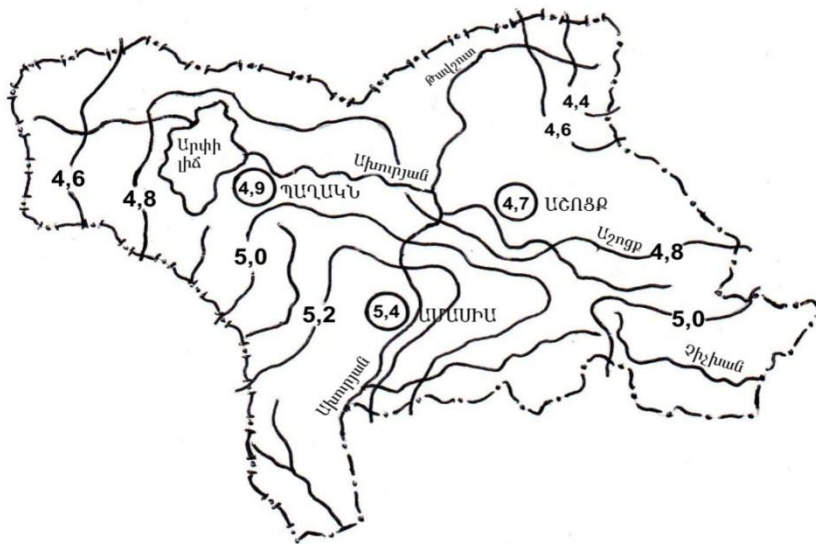 Թավշուտ
4,4
4,6
Արփի
լիճ
Ախուրյան
4,6
4,8
4,9 ՊԱՂԱԿՆ
4,7 ԱՇՈՑՔ
Աշոցք
4,8
5,0
5,2
5,4 ԱՄԱՍԻԱ
5,0
Չիչխան
Ախուրյան